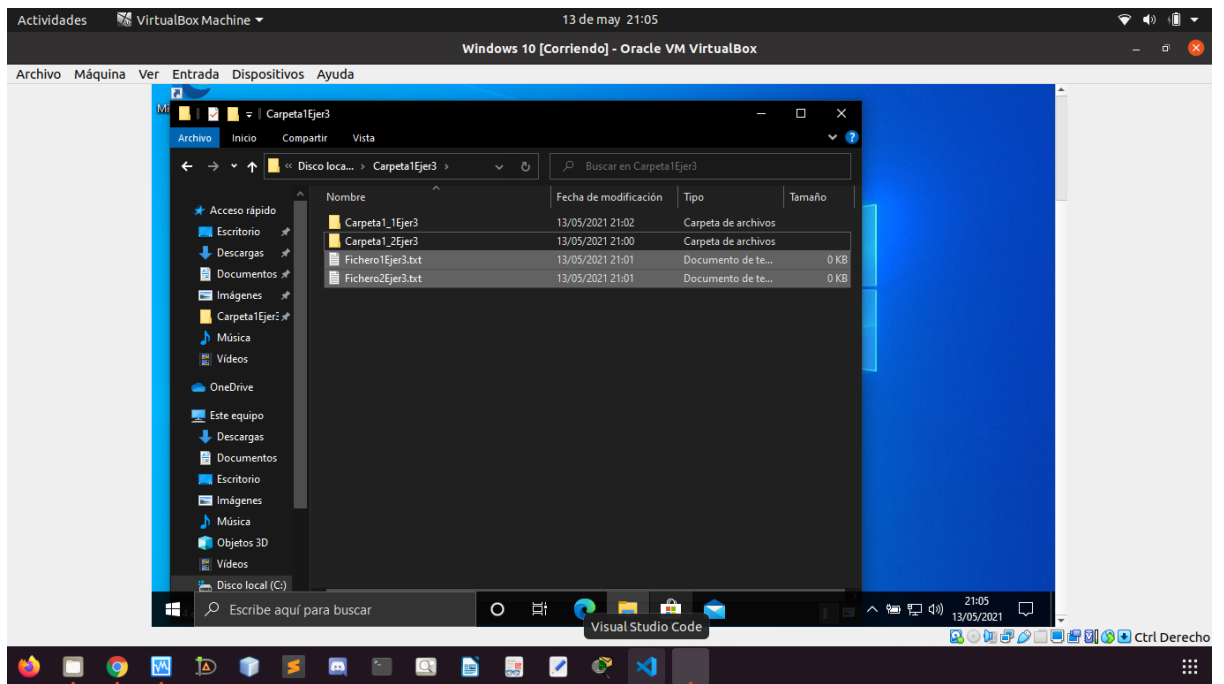 Actividades VirtualBox Machine 13 de may 21:05
Windows 10 [Corriendo] - Oracle VM VirtualBox
Archivo Máquina Ver Entrada Dispositivos Ayuda
Mi
Carpeta1Ejer3
Archivo Inicio Compartir Vista
« Disco loca... › Carpeta1Ejer3 › Buscar en Carpeta1Ejer3
Nombre Fecha de modificación Tipo Tamaño
Carpeta1_1Ejer3 13/05/2021 21:02 Carpeta de archivos
Carpeta1_2Ejer3 13/05/2021 21:00 Carpeta de archivos
Fichero1Ejer3.txt 13/05/2021 21:01 Documento de te... 0 KB
Fichero2Ejer3.txt 13/05/2021 21:01 Documento de te... 0 KB
Acceso rápido
Escritorio
Descargas
Documentos
Imágenes
Carpeta1Ejer3
Música
Vídeos
OneDrive
Este equipo
Descargas
Documentos
Escritorio
Imágenes
Música
Objetos 3D
Vídeos
Disco local (C:)
Escribe aquí para buscar
21:05
13/05/2021
Visual Studio Code
Ctrl Derecho